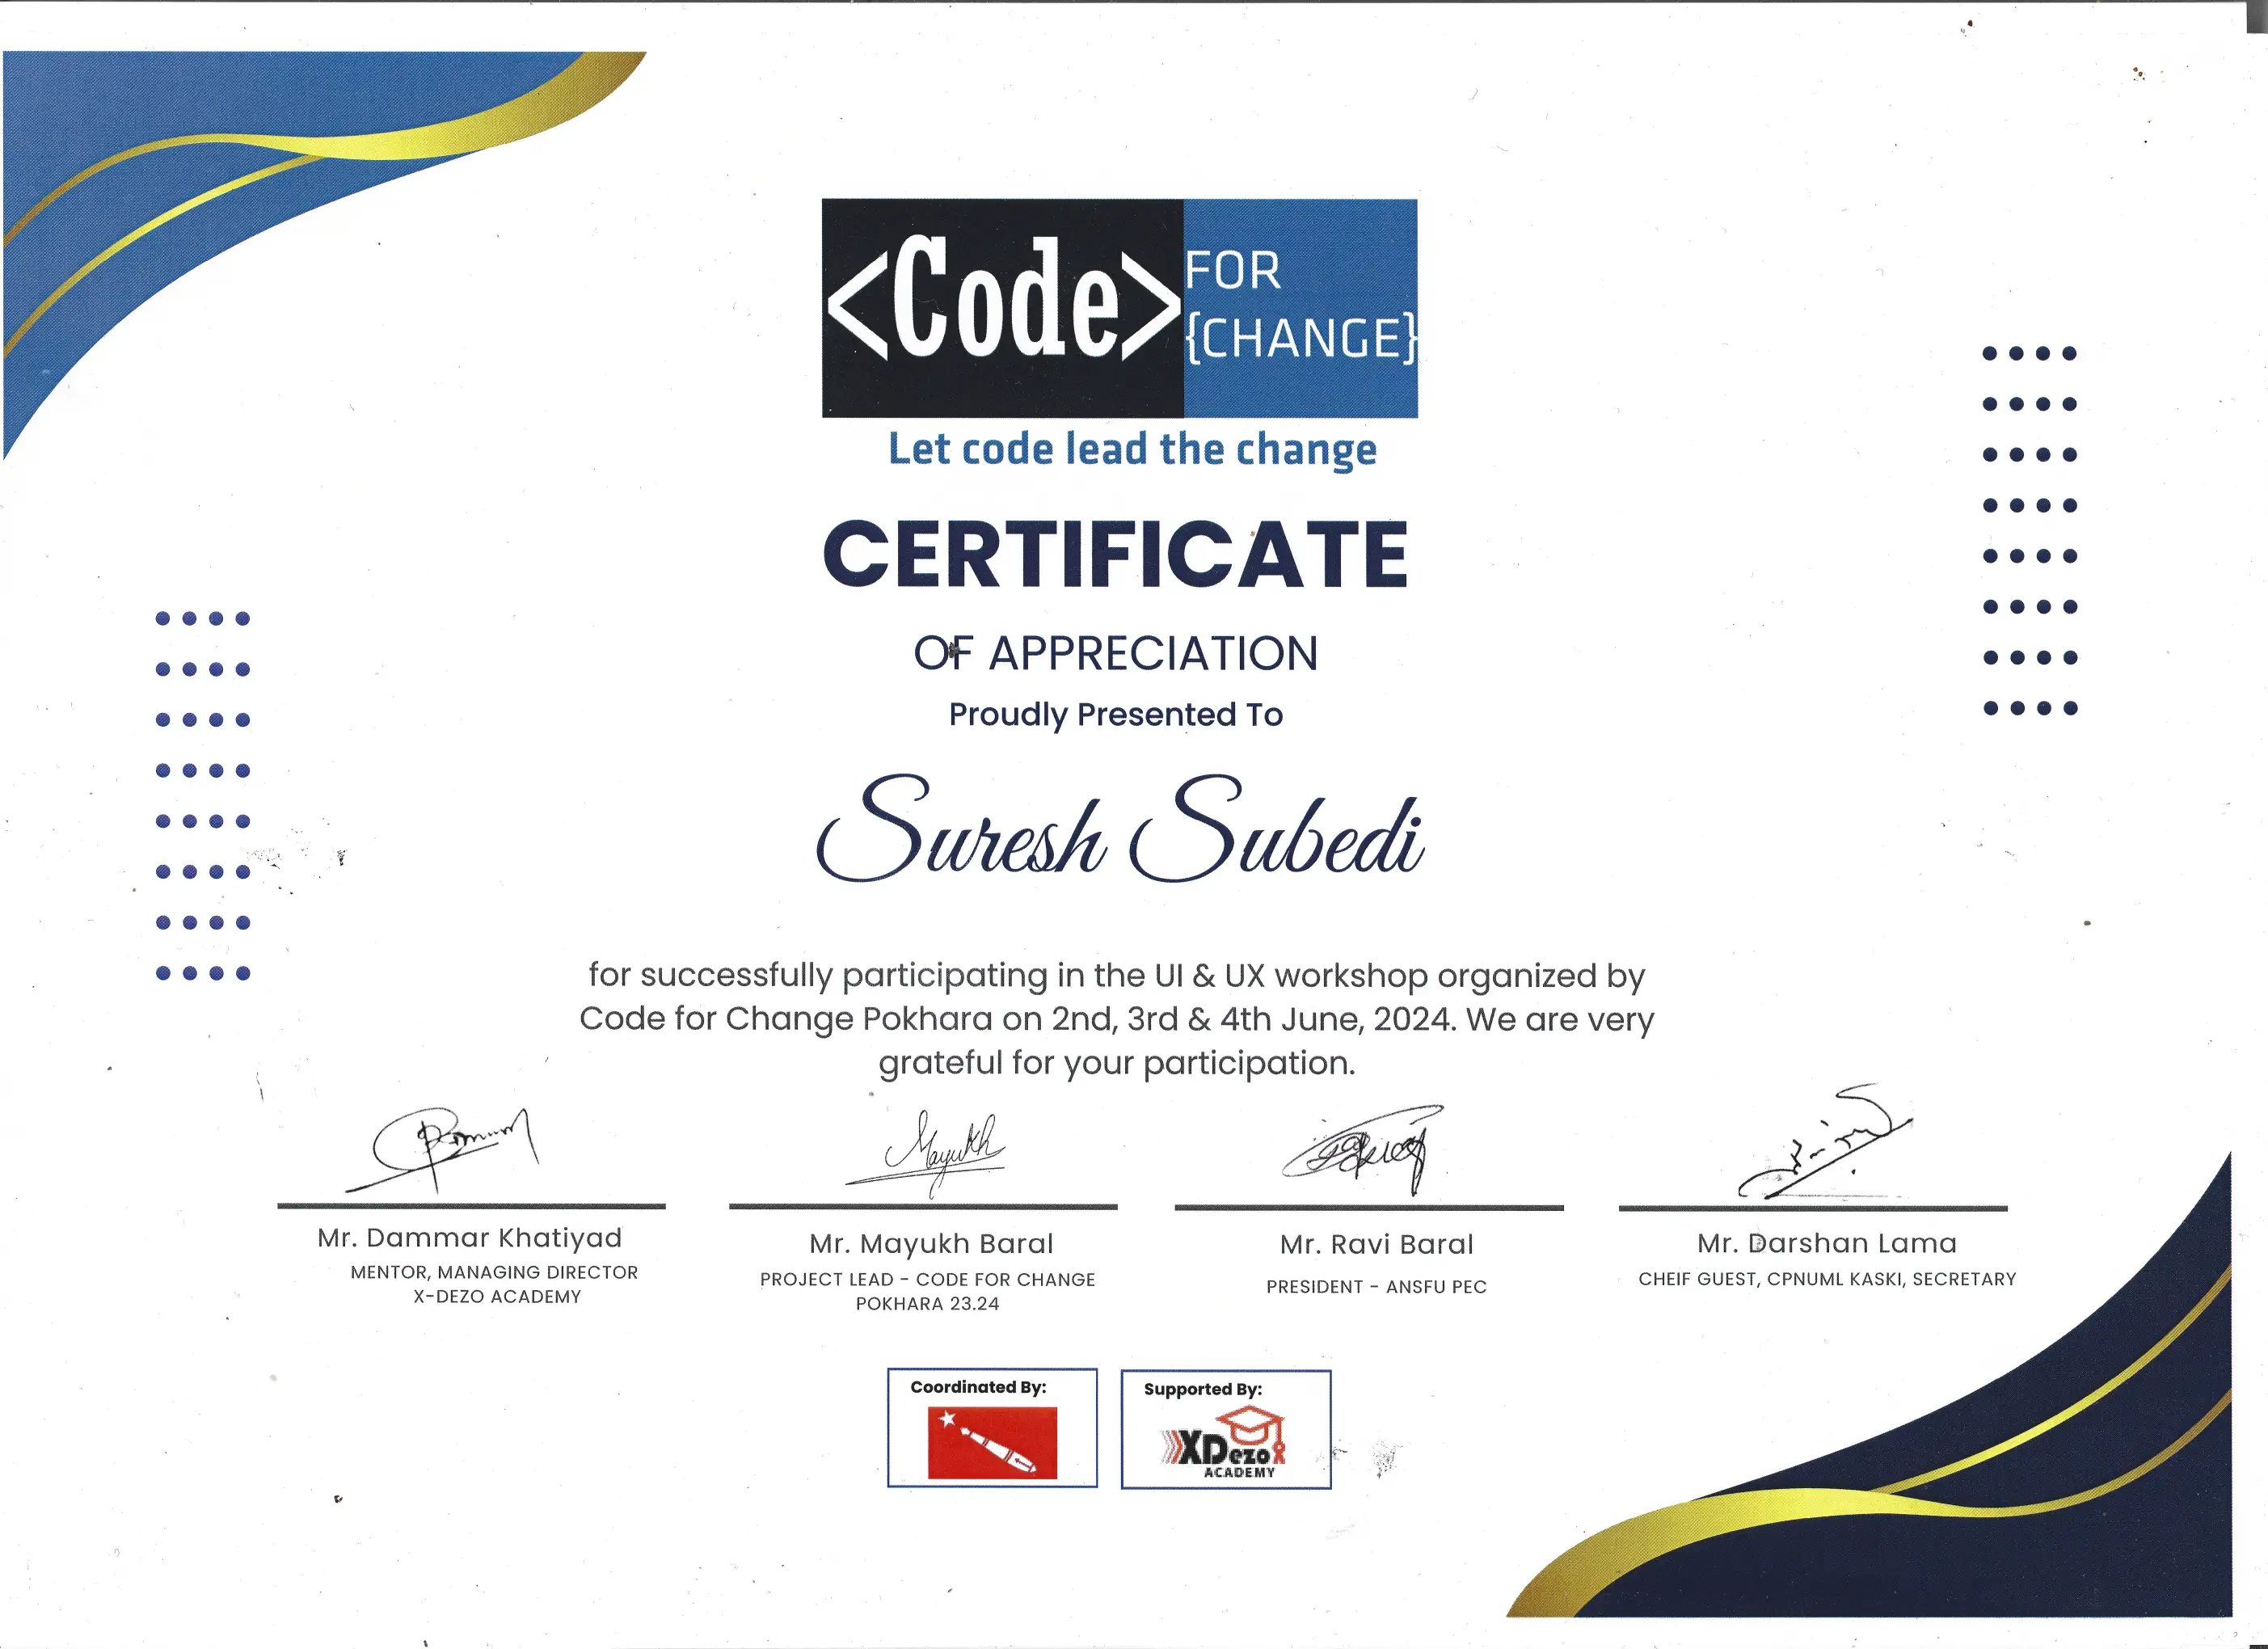 <Code> FOR
{CHANGE}
Let code lead the change
CERTIFICATE
OF APPRECIATION
Proudly Presented To
Suresh Subedi
for successfully participating in the UI & UX workshop organized by
Code for Change Pokhara on 2nd, 3rd & 4th June, 2024. We are very
grateful for your participation.
Mayukh
Mr. Dammar Khatiyad
MENTOR, MANAGING DIRECTOR
X-DEZO ACADEMY
Mr. Mayukh Baral
PROJECT LEAD - CODE FOR CHANGE
POKHARA 23.24
Mr. Ravi Baral
PRESIDENT - ANSFU PEC
Mr. Darshan Lama
CHEIF GUEST, CPNUML KASKI, SECRETARY
Coordinated By:
Supported By:
XDezo
ACADEMY